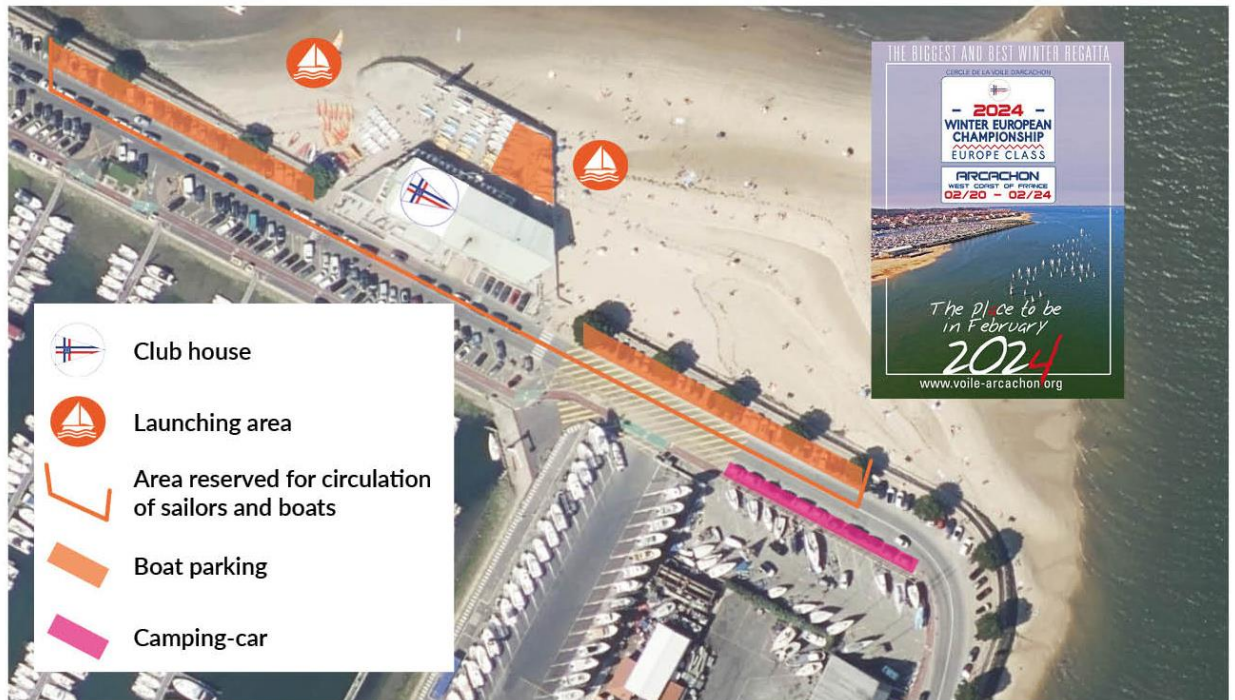 THE BIGGEST AND BEST WINTER REGATTA
CERCLE DE LA VOILE D'ARCACHON
- 2024 -
WINTER EUROPEAN
CHAMPIONSHIP
EUROPE CLASS
ARCACHON
WEST COAST OF FRANCE
02/20 - 02/24
The place to be
in February
2024
www.voile-arcachon.org
Club house
Launching area
Area reserved for circulation
of sailors and boats
Boat parking
Camping-car